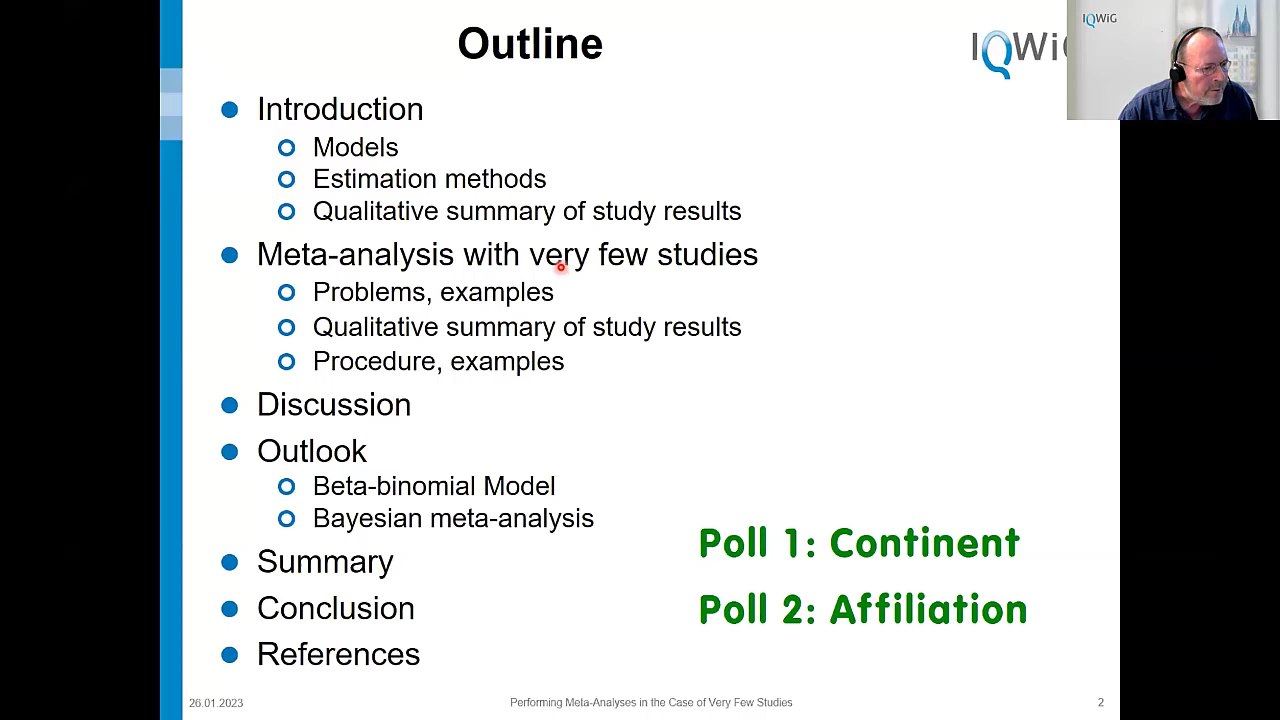 Outline
IQWiG
IQWiG
Introduction
Models
Estimation methods
Qualitative summary of study results
Meta-analysis with very few studies
Problems, examples
Qualitative summary of study results
Procedure, examples
Discussion
Outlook
Beta-binomial Model
Bayesian meta-analysis
Poll 1: Continent
Summary
Poll 2: Affiliation
Conclusion
References
26.01.2023
Performing Meta-Analyses in the Case of Very Few Studies
2